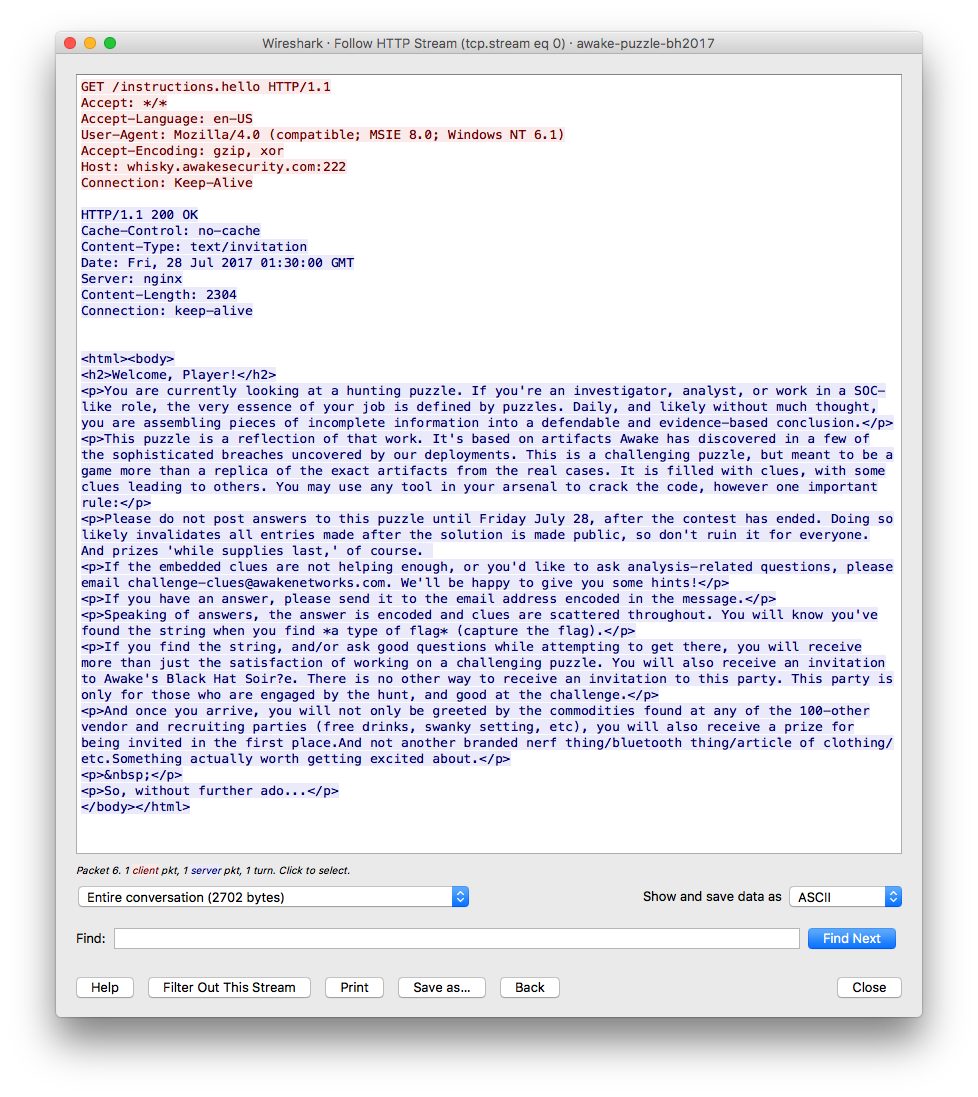 Wireshark · Follow HTTP Stream (tcp.stream eq 0) · awake-puzzle-bh2017
GET /instructions.hello HTTP/1.1
Accept: */*
Accept-Language: en-US
User-Agent: Mozilla/4.0 (compatible; MSIE 8.0; Windows NT 6.1)
Accept-Encoding: gzip, xor
Host: whisky.awakesecurity.com:222
Connection: Keep-Alive
HTTP/1.1 200 OK
Cache-Control: no-cache
Content-Type: text/invitation
Date: Fri, 28 Jul 2017 01:30:00 GMT
Server: nginx
Content-Length: 2304
Connection: keep-alive
<html><body>
<h2>Welcome, Player!</h2>
<p>You are currently looking at a hunting puzzle. If you're an investigator, analyst, or work in a SOC-
like role, the very essence of your job is defined by puzzles. Daily, and likely without much thought,
you are assembling pieces of incomplete information into a defendable and evidence-based conclusion.</p>
<p>This puzzle is a reflection of that work. It's based on artifacts Awake has discovered in a few of
the sophisticated breaches uncovered by our deployments. This is a challenging puzzle, but meant to be a
game more than a replica of the exact artifacts from the real cases. It is filled with clues, with some
clues leading to others. You may use any tool in your arsenal to crack the code, however one important
rule:</p>
<p>Please do not post answers to this puzzle until Friday July 28, after the contest has ended. Doing so
likely invalidates all entries made after the solution is made public, so don't ruin it for everyone.
And prizes 'while supplies last,' of course.
<p>If the embedded clues are not helping enough, or you'd like to ask analysis-related questions, please
email challenge-clues@awakenetworks.com. We'll be happy to give you some hints!</p>
<p>If you have an answer, please send it to the email address encoded in the message.</p>
<p>Speaking of answers, the answer is encoded and clues are scattered throughout. You will know you've
found the string when you find *a type of flag* (capture the flag).</p>
<p>If you find the string, and/or ask good questions while attempting to get there, you will receive
more than just the satisfaction of working on a challenging puzzle. You will also receive an invitation
to Awake's Black Hat Soir?e. There is no other way to receive an invitation to this party. This party is
only for those who are engaged by the hunt, and good at the challenge.</p>
<p>And once you arrive, you will not only be greeted by the commodities found at any of the 100-other
vendor and recruiting parties (free drinks, swanky setting, etc), you will also receive a prize for
being invited in the first place.And not another branded nerf thing/bluetooth thing/article of clothing/
etc.Something actually worth getting excited about.</p>
<p>&nbsp;</p>
<p>So, without further ado...</p>
</body></html>
Packet 6. 1 client pkt, 1 server pkt, 1 turn. Click to select.
Entire conversation (2702 bytes) Show and save data as ASCII
Find: Find Next
Help Filter Out This Stream Print Save as... Back Close